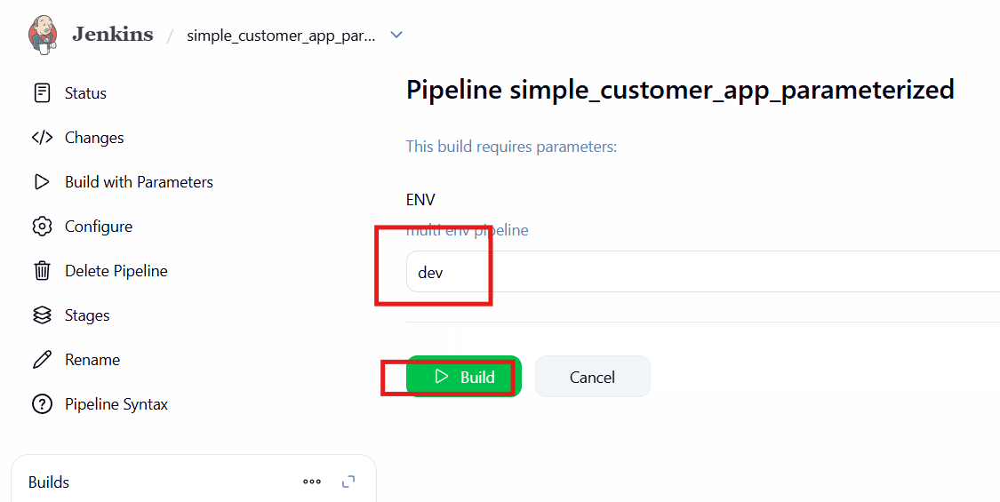 Jenkins / simple_customer_app_par...
Status
Changes
Build with Parameters
Configure
Delete Pipeline
Stages
Rename
Pipeline Syntax
Builds
Pipeline simple_customer_app_parameterized
This build requires parameters:
ENV
multi env pipeline
dev
Build
Cancel